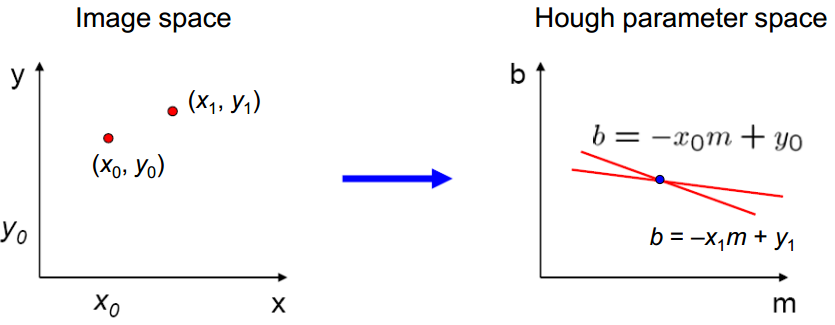 Image space
Hough parameter space
y
(x₁, y₁)
(x₀, y₀)
y₀
x₀
x
b
b = −x₀m + y₀
b = –x₁m + y₁
m